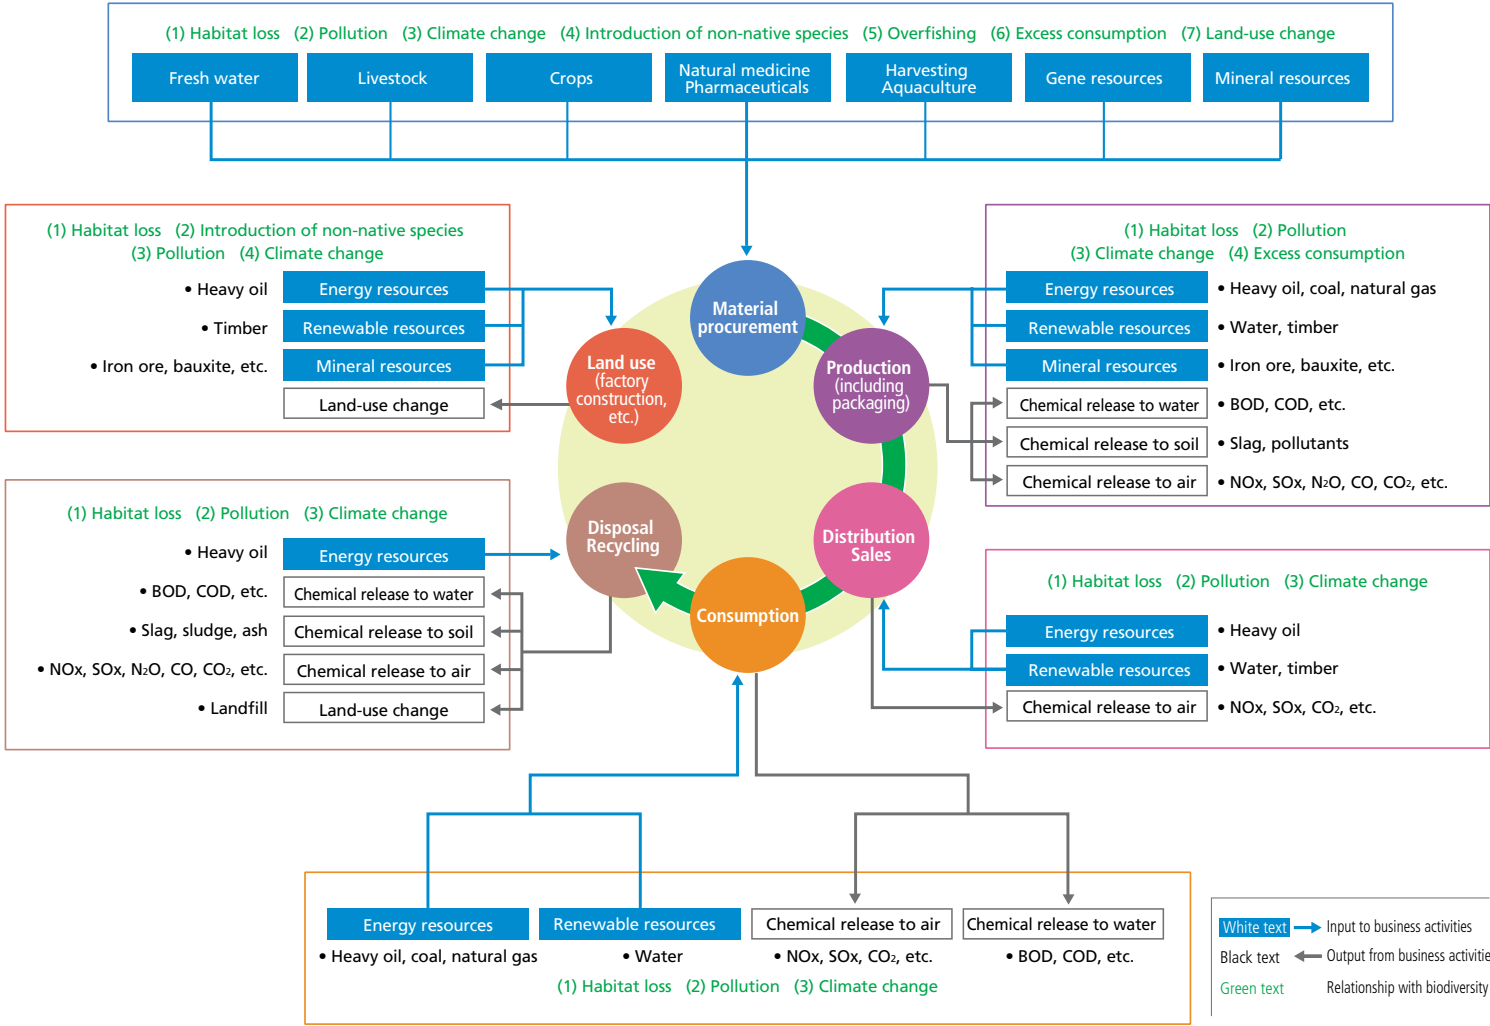 (1) Habitat loss (2) Pollution (3) Climate change (4) Introduction of non-native species (5) Overfishing (6) Excess consumption (7) Land-use change
Fresh water
Livestock
Crops
Natural medicine
Pharmaceuticals
Harvesting
Aquaculture
Gene resources
Mineral resources
(1) Habitat loss (2) Introduction of non-native species
(3) Pollution (4) Climate change
• Heavy oil
Energy resources
• Timber
Renewable resources
• Iron ore, bauxite, etc.
Mineral resources
Land-use change
Material
procurement
Land use
(factory
construction,
etc.)
Production
(including
packaging)
Disposal
Recycling
Distribution
Sales
Consumption
(1) Habitat loss (2) Pollution
(3) Climate change (4) Excess consumption
Energy resources
• Heavy oil, coal, natural gas
Renewable resources
• Water, timber
Mineral resources
• Iron ore, bauxite, etc.
Chemical release to water
• BOD, COD, etc.
Chemical release to soil
• Slag, pollutants
Chemical release to air
• NOx, SOx, N2O, CO, CO2, etc.
(1) Habitat loss (2) Pollution (3) Climate change
• Heavy oil
Energy resources
• BOD, COD, etc.
Chemical release to water
• Slag, sludge, ash
Chemical release to soil
• NOx, SOx, N2O, CO, CO2, etc.
Chemical release to air
• Landfill
Land-use change
(1) Habitat loss (2) Pollution (3) Climate change
Energy resources
• Heavy oil
Renewable resources
• Water, timber
Chemical release to air
• NOx, SOx, CO2, etc.
Energy resources
Renewable resources
Chemical release to air
Chemical release to water
• Heavy oil, coal, natural gas
• Water
• NOx, SOx, CO2, etc.
• BOD, COD, etc.
(1) Habitat loss (2) Pollution (3) Climate change
White text
Input to business activities
Black text
Output from business activitie
Green text
Relationship with biodiversity